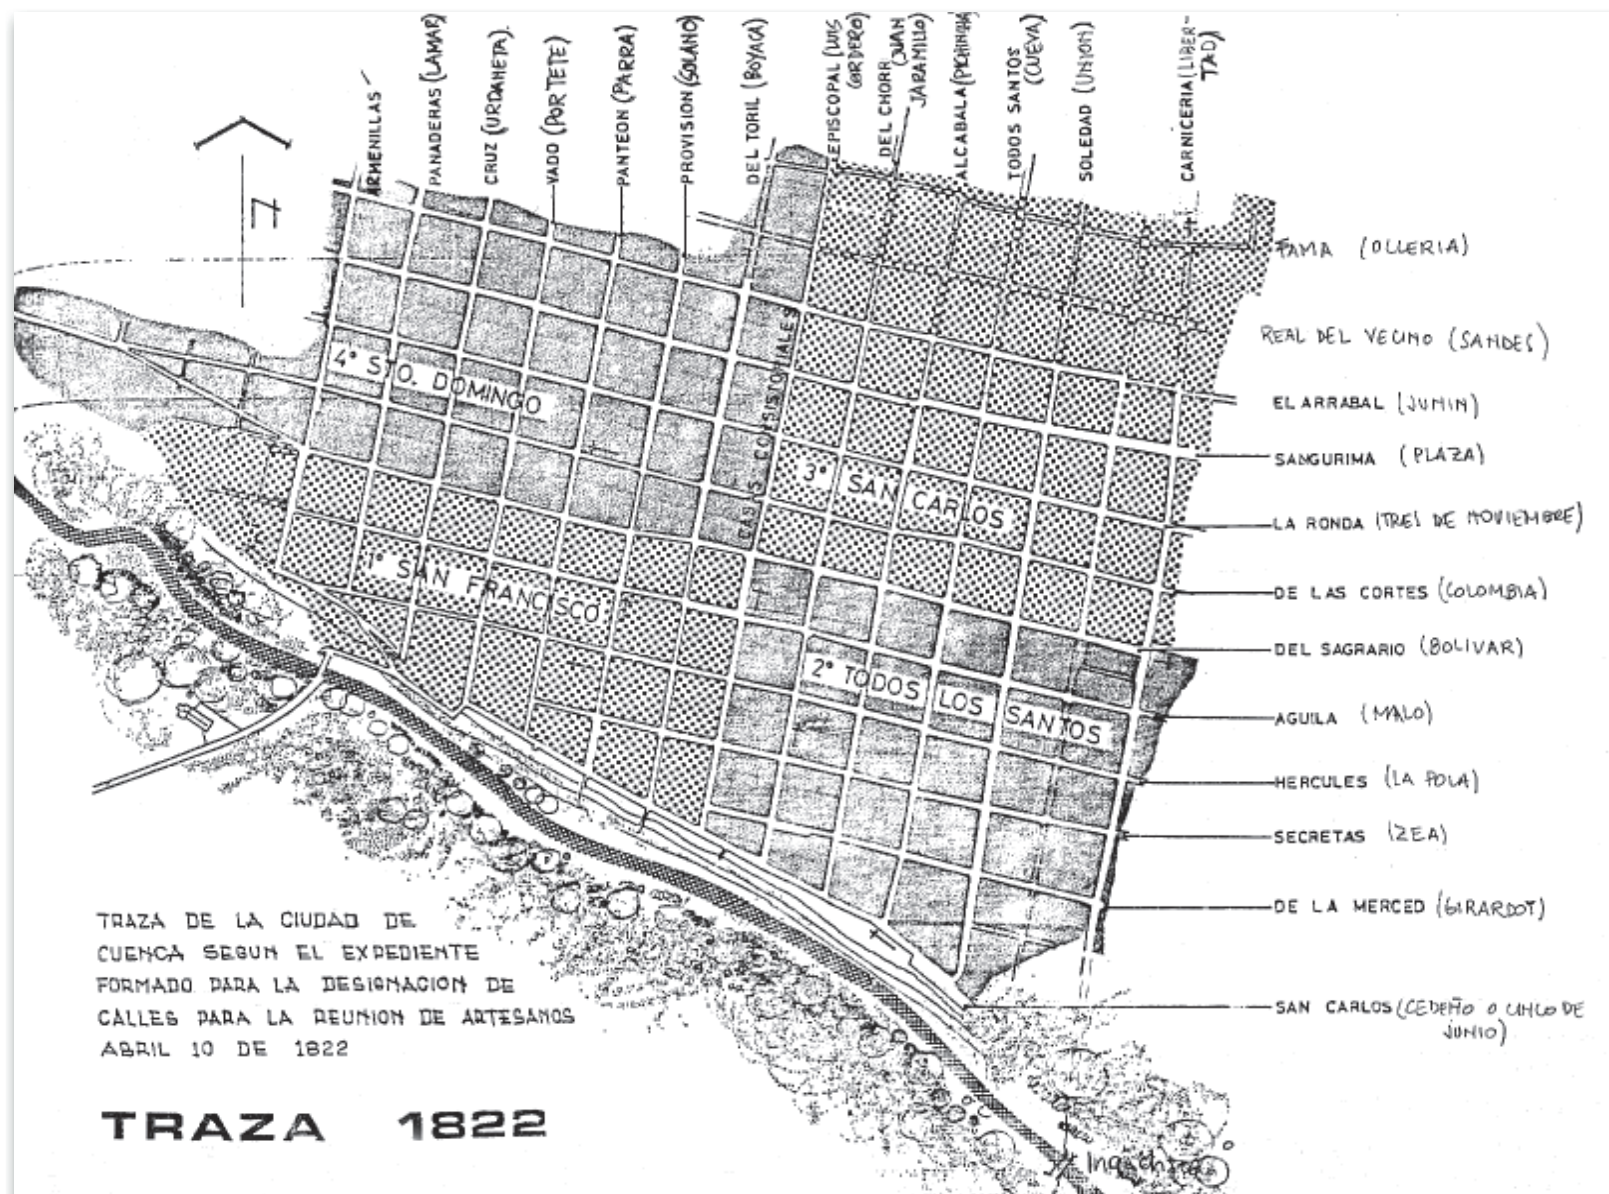 ARMENILLAS
PANADERAS (LAMAR)
CRUZ (URDANETA).
VADO (PORTETE)
PANTEON (PARRA)
PROVISION (SOLANO)
DEL TORIL (BOYACA)
EPISCOPAL (LUIS
CORDERO)
DEL CHORR (JUAN
JARAMILLO)
ALCABALA (PICHINCHA)
TODOS SANTOS
(CUEVA)
SOLEDAD (UNION)
CARNICERIA (LIBER-
TAD)
N
FAMA (OLLERIA)
REAL DEL VECINO (SANDES)
EL ARRABAL (JUNIN)
SANGURIMA (PLAZA)
LA RONDA (TRES DE NOVIEMBRE)
DE LAS CORTES (COLOMBIA)
DEL SAGRARIO (BOLIVAR)
AGUILA (MALO)
HERCULES (LA POLA)
SECRETAS (ZEA)
DE LA MERCED (GIRARDOT)
SAN CARLOS (CEDEÑO O CINCO DE
JUNIO)
4° STO. DOMINGO
CASAS CONSISTORIALES
3° SAN CARLOS
1° SAN FRANCISCO
2° TODOS LOS SANTOS
TRAZA DE LA CIUDAD DE
CUENCA SEGUN EL EXPEDIENTE
FORMADO PARA LA DESIGNACION DE
CALLES PARA LA REUNION DE ARTESANOS
ABRIL 10 DE 1822
TRAZA 1822